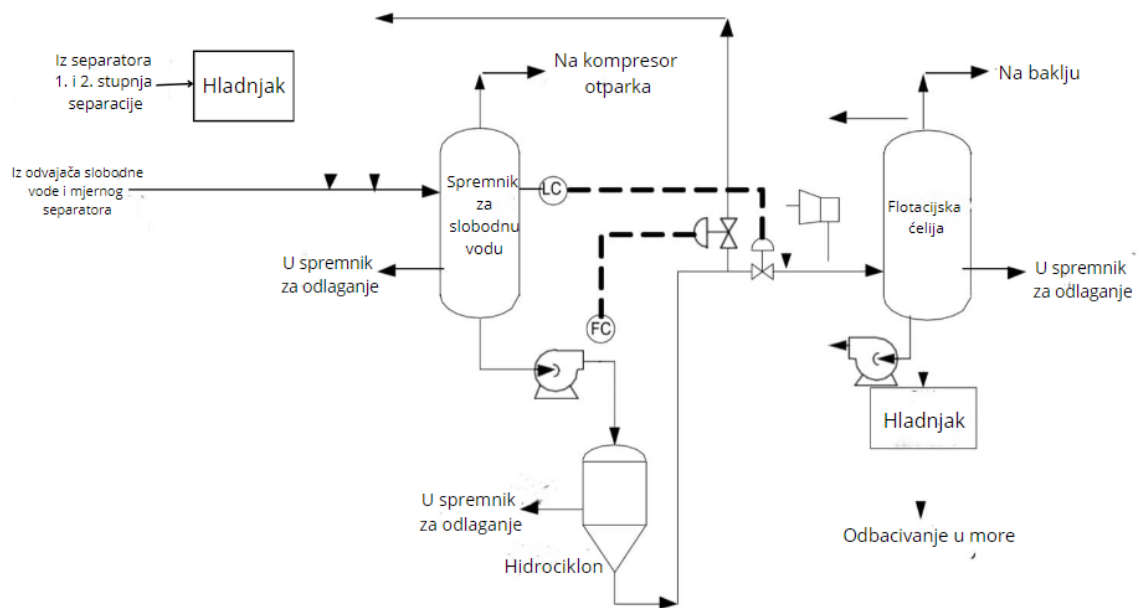 Iz separatora
1. i 2. stupnja
separacije
Hladnjak
Na kompresor
otparka
Na baklju
Iz odvajača slobodne
vode i mjernog
separatora
Spremnik
za
slobodnu
vodu
LC
Flotacijska
ćelija
U spremnik
za odlaganje
U spremnik
za odlaganje
FC
Hladnjak
U spremnik
za odlaganje
Hidrociklon
Odbacivanje u more